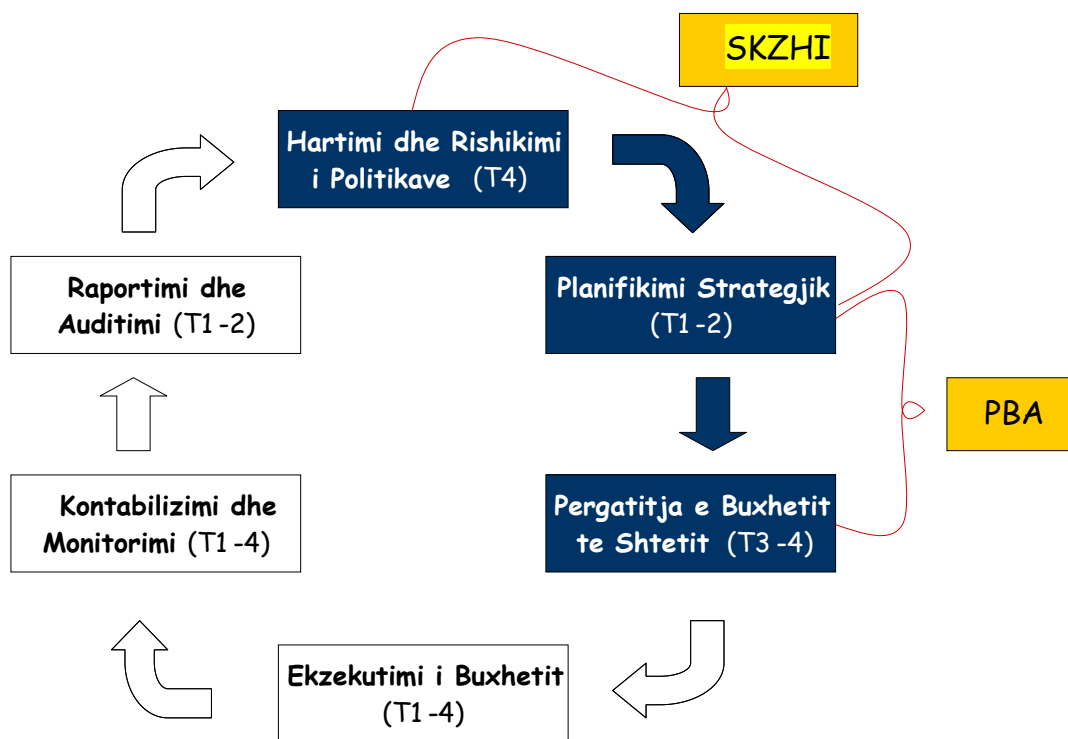 SKZHI
Hartimi dhe Rishikimi
i Politikave (T4)
Raportimi dhe
Auditimi (T1-2)
Planifikimi Strategjik
(T1-2)
PBA
Kontabilizimi dhe
Monitorimi (T1-4)
Pergatitja e Buxhetit
te Shtetit (T3-4)
Ekzekutimi i Buxhetit
(T1-4)